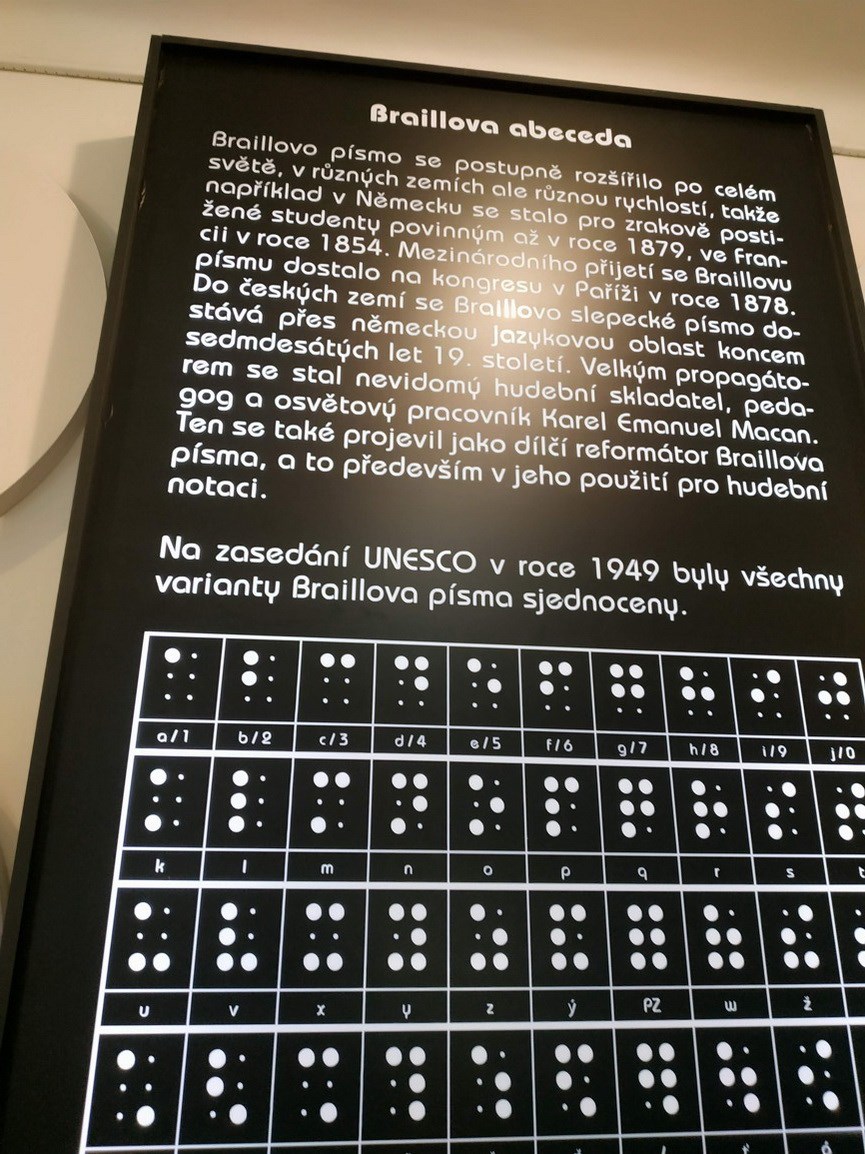 Braillova abeceda
Braillovo písmo se postupně rozšířilo po celém
světě, v různých zemích ale různou rychlostí, takže
například v Německu se stalo pro zrakově posti-
žené studenty povinným až v roce 1879, ve Fran-
cii v roce 1854. Mezinárodního přijetí se Braillovu
písmu dostalo na kongresu v Paříži v roce 1878.
Do českých zemí se Braillovo slepecké písmo do-
stává přes německou jazykovou oblast koncem
sedmdesátých let 19. století. Velkým propagáto-
rem se stal nevidomý hudební skladatel, peda-
gog a osvětový pracovník Karel Emanuel Macan.
Ten se také projevil jako dílčí reformátor Braillova
písma, a to především v jeho použití pro hudební
notaci.
Na zasedání UNESCO v roce 1949 byly všechny
varianty Braillova písma sjednoceny.
a/1 b/2 c/3 d/4 e/5 f/6 g/7 h/8 i/9 j/0
k l m n o p q r s t
u v x y z ý PZ w ž